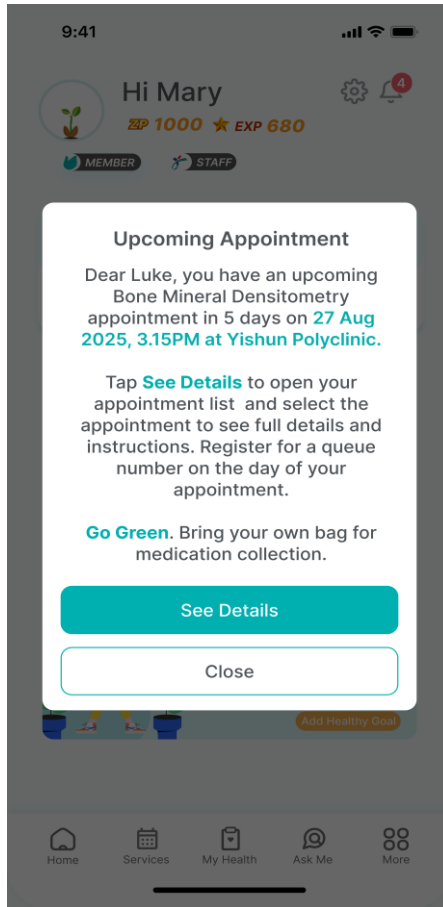 9:41
Hi Mary
4
ZP 1000 EXP 680
MEMBER STAFF
Upcoming Appointment
Dear Luke, you have an upcoming
Bone Mineral Densitometry
appointment in 5 days on 27 Aug
2025, 3.15PM at Yishun Polyclinic.
Tap See Details to open your
appointment list and select the
appointment to see full details and
instructions. Register for a queue
number on the day of your
appointment.
Go Green. Bring your own bag for
medication collection.
See Details
Close
Add Healthy Goal
Home Services My Health Ask Me More